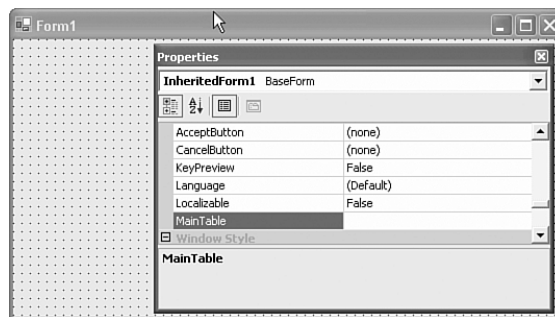 Form1
Properties
InheritedForm1 BaseForm
AcceptButton (none)
CancelButton (none)
KeyPreview False
Language (Default)
Localizable False
MainTable
Window Style
MainTable